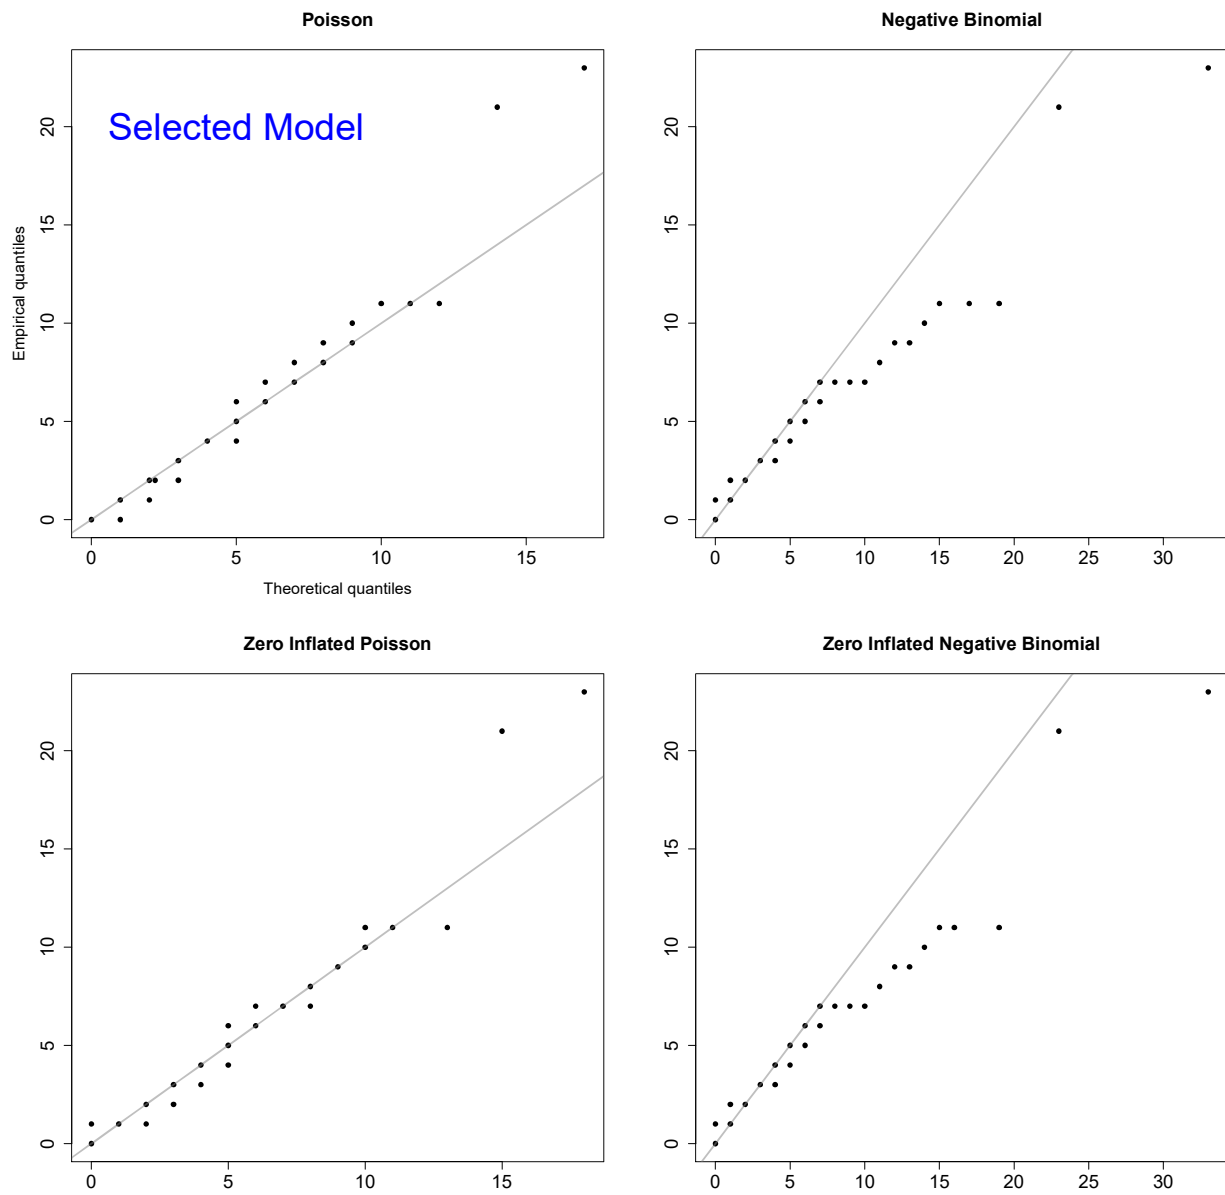 Poisson
Negative Binomial
Selected Model
Empirical quantiles
20
15
10
5
0
0 5 10 15
Theoretical quantiles
20
15
10
5
0
0 5 10 15 20 25 30
Zero Inflated Poisson
Zero Inflated Negative Binomial
20
15
10
5
0
0 5 10 15
20
15
10
5
0
0 5 10 15 20 25 30